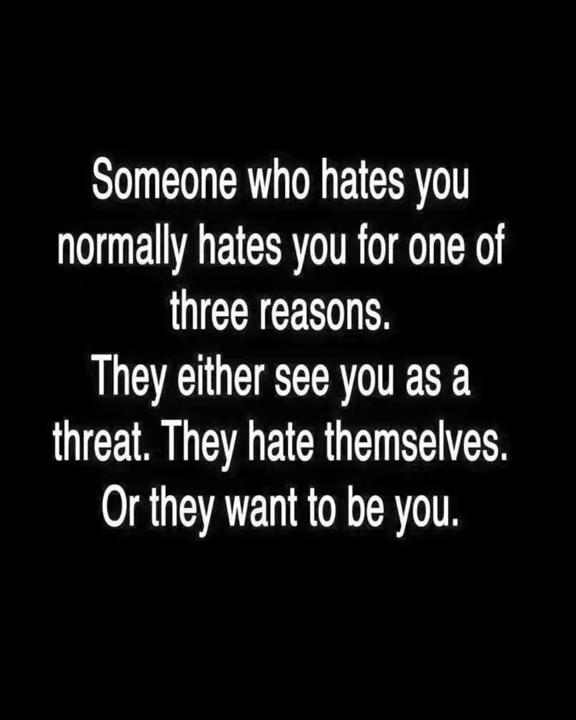 Someone who hates you
normally hates you for one of
three reasons.
They either see you as a
threat. They hate themselves.
Or they want to be you.